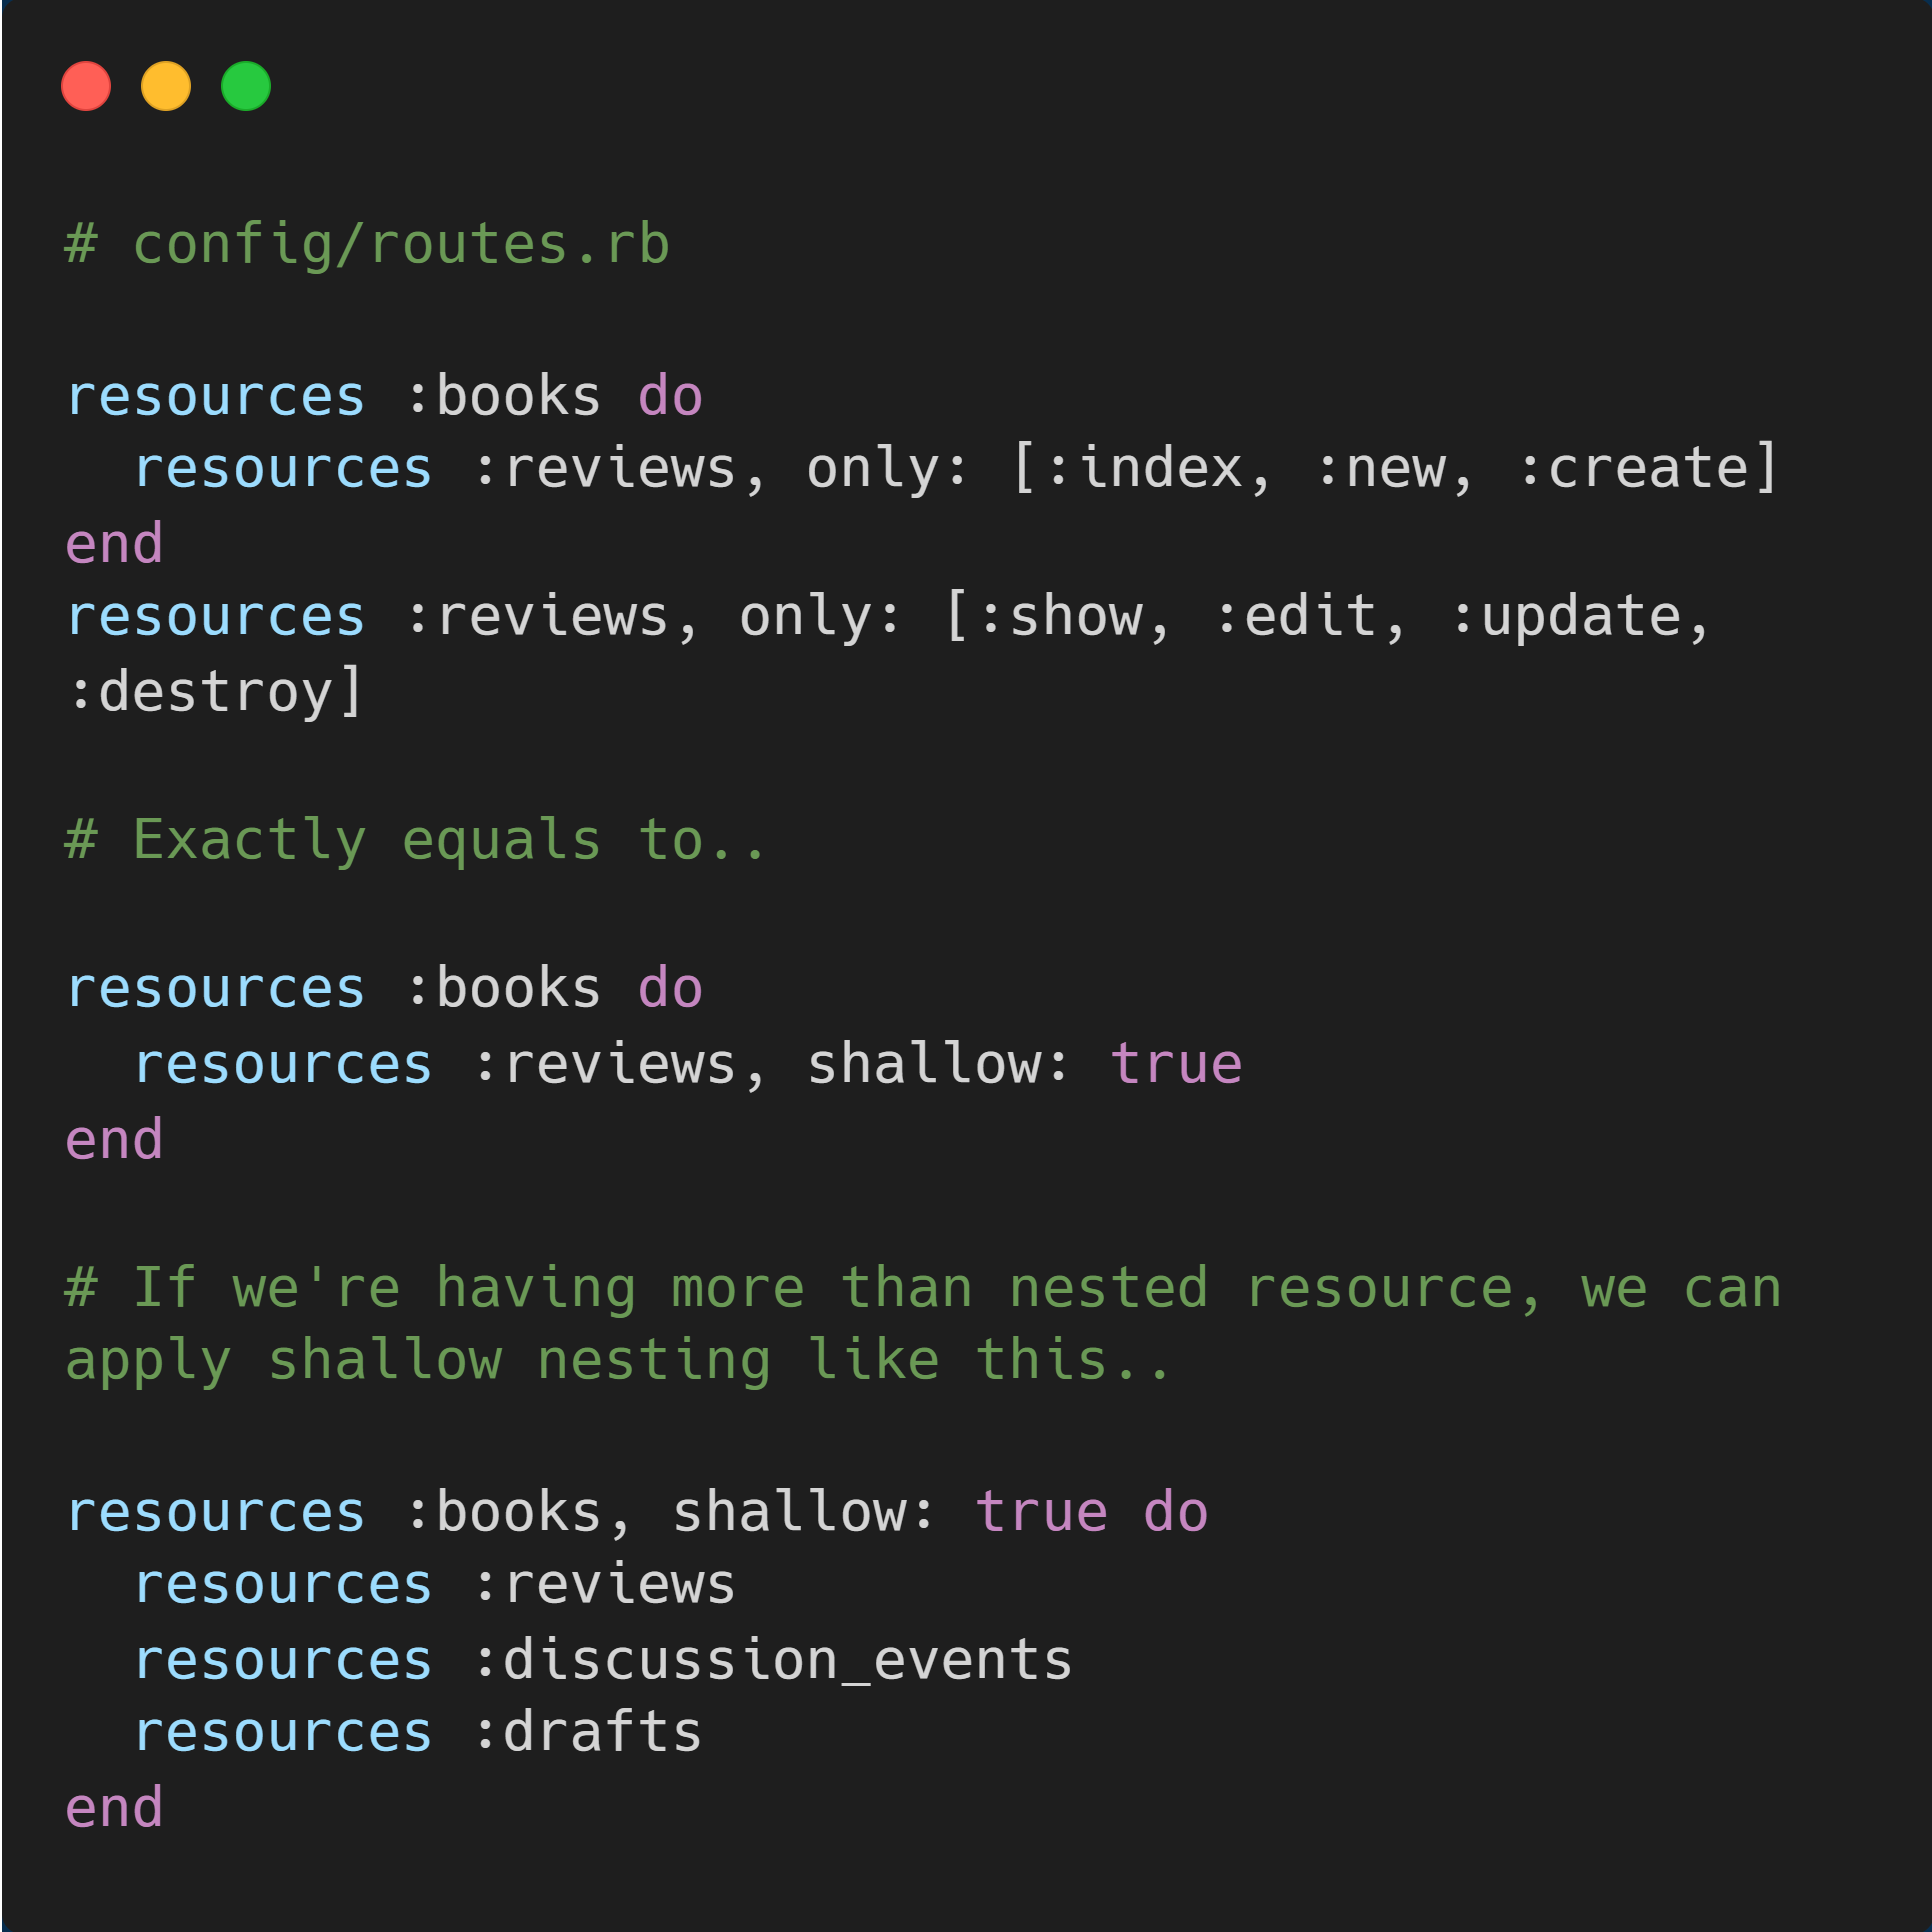 # config/routes.rb
resources :books do
  resources :reviews, only: [:index, :new, :create]
end
resources :reviews, only: [:show, :edit, :update,
:destroy]
# Exactly equals to..
resources :books do
  resources :reviews, shallow: true
end
# If we're having more than nested resource, we can
apply shallow nesting like this..
resources :books, shallow: true do
  resources :reviews
  resources :discussion_events
  resources :drafts
end